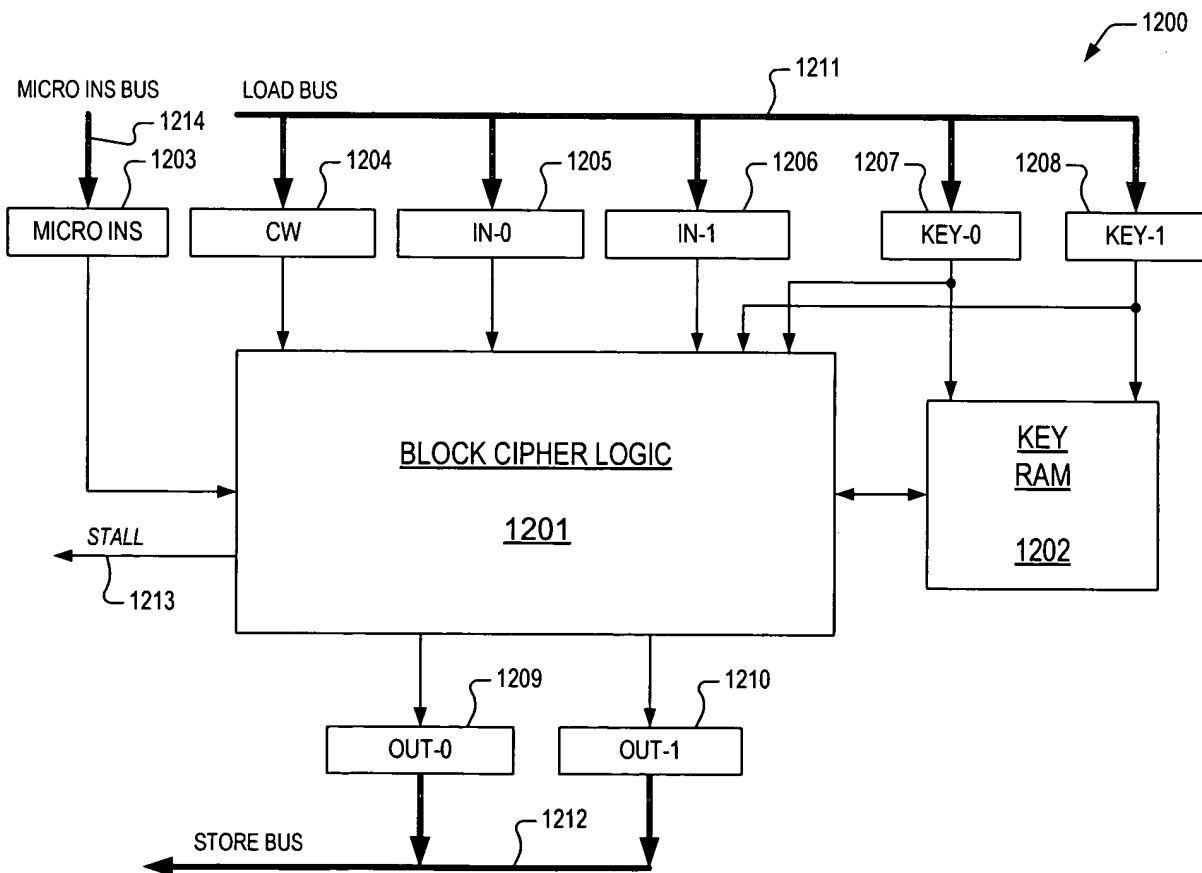 1200
MICRO INS BUS
LOAD BUS
1211
1214
1203
1204
1205
1206
1207
1208
MICRO INS
CW
IN-0
IN-1
KEY-0
KEY-1
BLOCK CIPHER LOGIC
1201
KEY
RAM
1202
STALL
1213
1209
1210
OUT-0
OUT-1
STORE BUS
1212